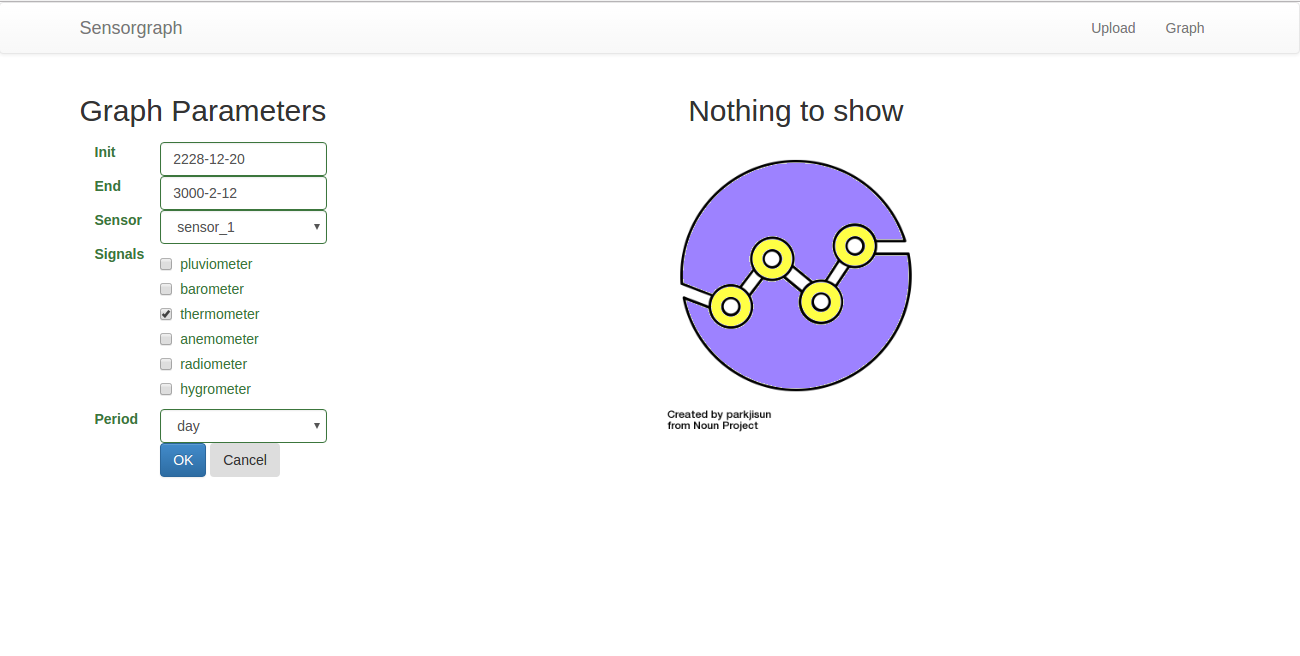 Sensorgraph
Upload Graph
Graph Parameters
Init 2228-12-20
End 3000-2-12
Sensor sensor_1
Signals
pluviometer
barometer
thermometer
anemometer
radiometer
hygrometer
Period day
OK Cancel
Nothing to show
Created by parkjisun
from Noun Project